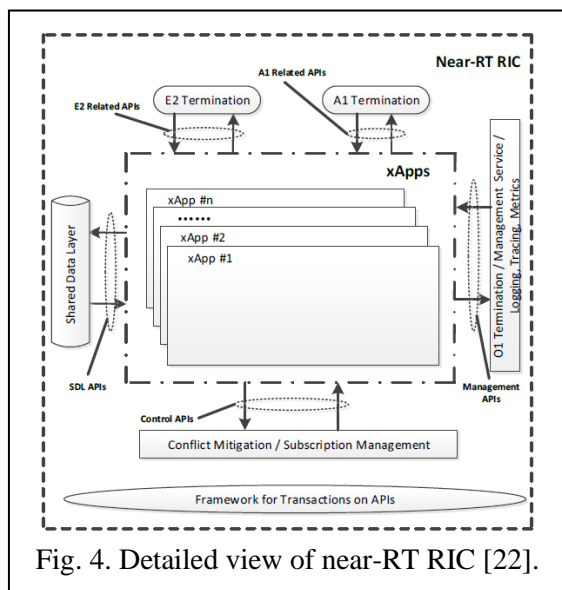 Near-RT RIC
A1 Related APIs
E2 Termination
A1 Termination
E2 Related APIs
xApps
xApp #n
......
xApp #2
xApp #1
Shared Data Layer
O1 Termination / Management Service /
Logging, Tracing, Metrics
SDL APIs
Management
APIs
Control APIs
Conflict Mitigation / Subscription Management
Framework for Transactions on APIs
Fig. 4. Detailed view of near-RT RIC [22].